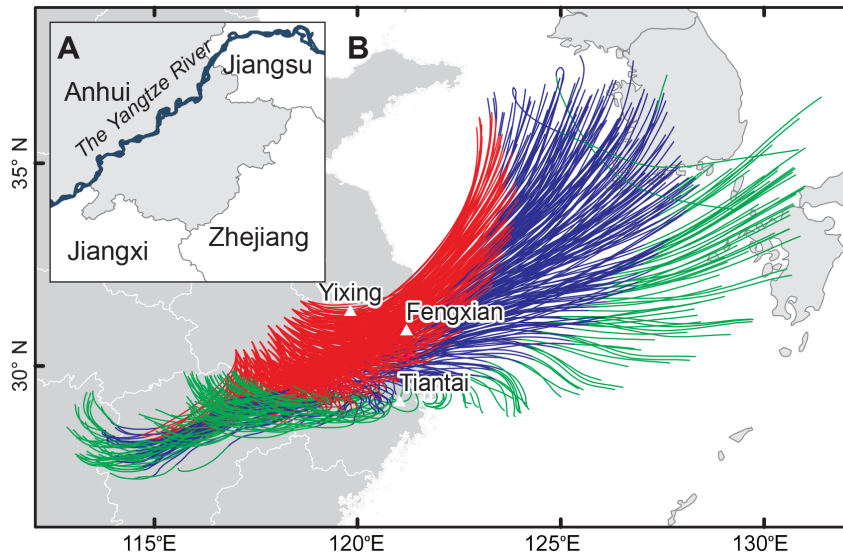 A
B
Anhui
The Yangtze River
Jiangsu
Jiangxi
Zhejiang
Yixing
Fengxian
Tiantai
35° N
30° N
115°E
120°E
125°E
130°E